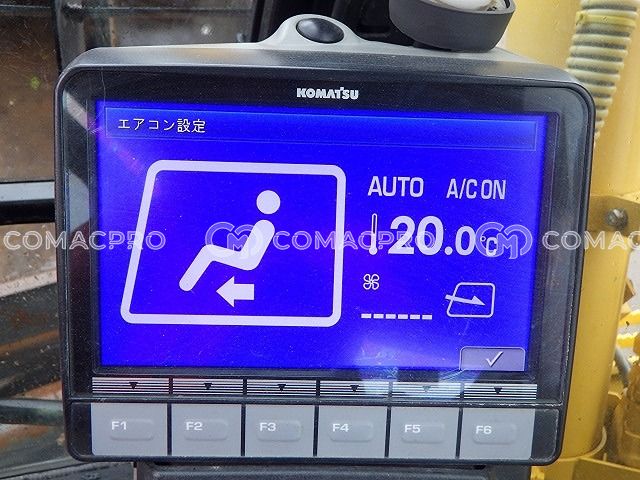 KOMATSU
エアコン設定
AUTO A/C ON
20.0℃
COMACPRO COMACPRO COMACPRO
F1 F2 F3 F4 F5 F6